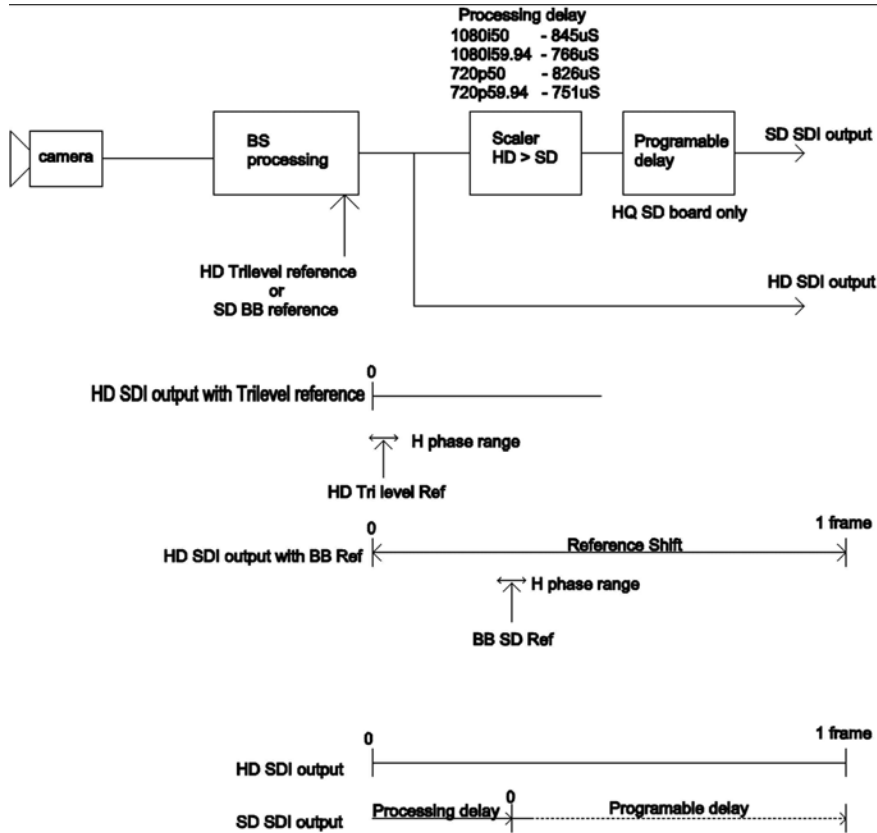 Processing delay
1080i50 - 845uS
1080i59.94 - 766uS
720p50 - 826uS
720p59.94 - 751uS
camera
BS
processing
Scaler
HD > SD
Programable
delay
SD SDI output
HQ SD board only
HD Trilevel reference
or
SD BB reference
HD SDI output
0
HD SDI output with Trilevel reference
H phase range
HD Tri level Ref
0
1 frame
HD SDI output with BB Ref
Reference Shift
H phase range
BB SD Ref
0
1 frame
HD SDI output
0
SD SDI output
Processing delay
Programable delay